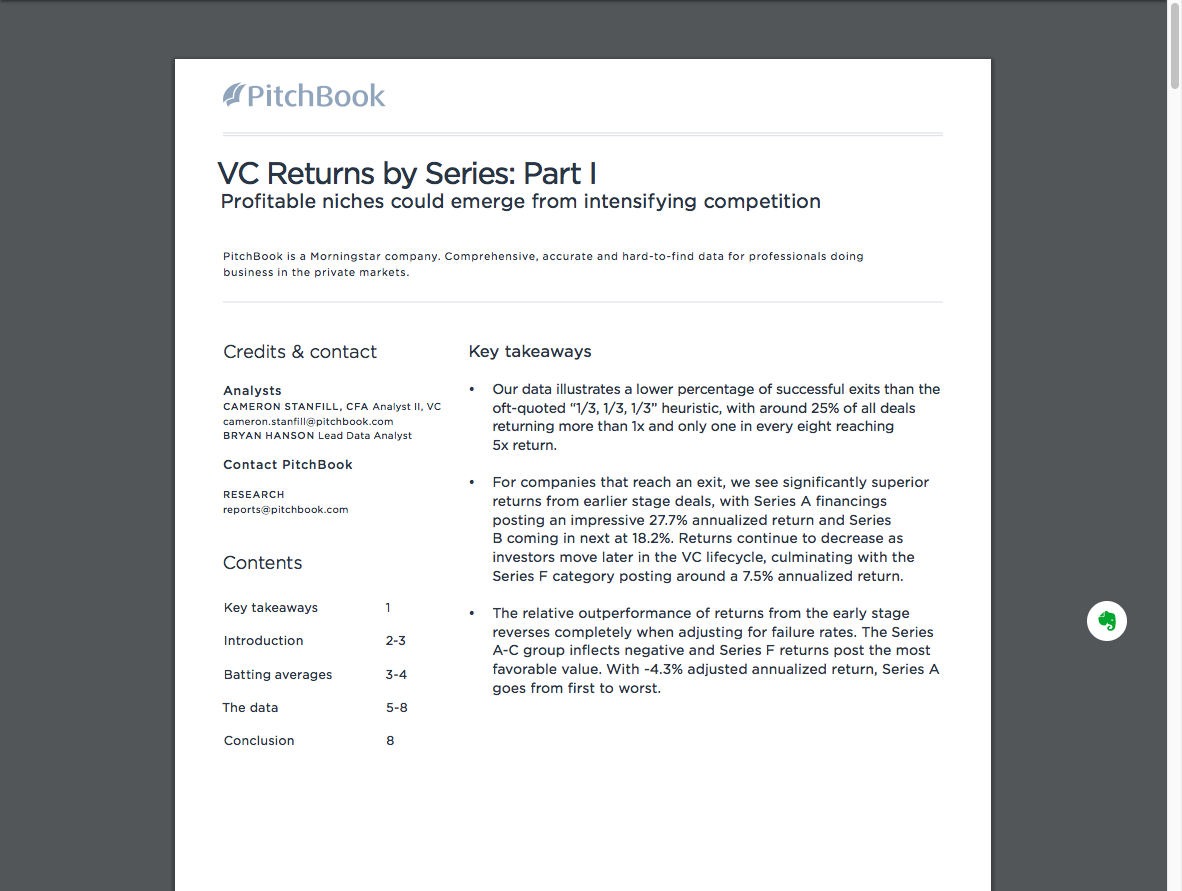 PitchBook
VC Returns by Series: Part I
Profitable niches could emerge from intensifying competition
PitchBook is a Morningstar company. Comprehensive, accurate and hard-to-find data for professionals doing
business in the private markets.
Credits & contact
Analysts
CAMERON STANFILL, CFA Analyst II, VC
cameron.stanfill@pitchbook.com
BRYAN HANSON Lead Data Analyst
Contact PitchBook
RESEARCH
reports@pitchbook.com
Contents
Key takeaways 1
Introduction 2-3
Batting averages 3-4
The data 5-8
Conclusion 8
Key takeaways
• Our data illustrates a lower percentage of successful exits than the
oft-quoted “1/3, 1/3, 1/3” heuristic, with around 25% of all deals
returning more than 1x and only one in every eight reaching
5x return.
• For companies that reach an exit, we see significantly superior
returns from earlier stage deals, with Series A financings
posting an impressive 27.7% annualized return and Series
B coming in next at 18.2%. Returns continue to decrease as
investors move later in the VC lifecycle, culminating with the
Series F category posting around a 7.5% annualized return.
• The relative outperformance of returns from the early stage
reverses completely when adjusting for failure rates. The Series
A-C group inflects negative and Series F returns post the most
favorable value. With -4.3% adjusted annualized return, Series A
goes from first to worst.